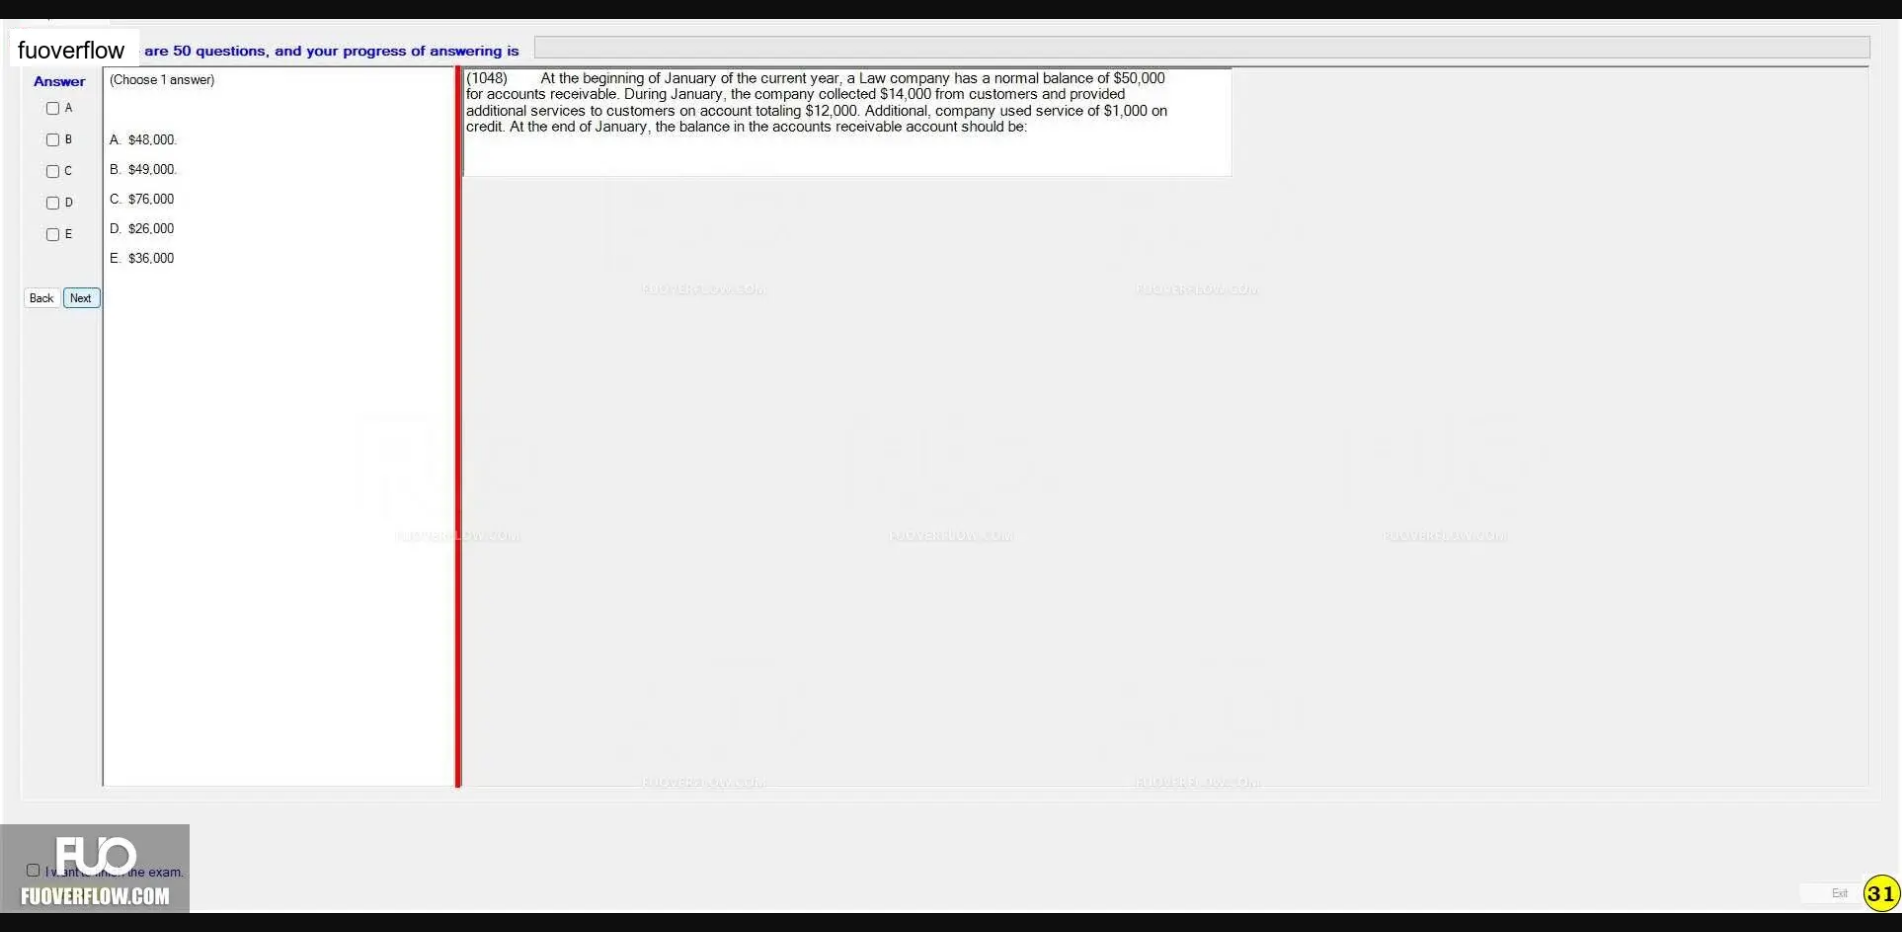 fuoverflow are 50 questions, and your progress of answering is
Answer
A
B
C
D
E
Back Next
(Choose 1 answer)
A. $48,000.
B. $49,000.
C. $76,000
D. $26,000
E. $36,000
(1048) At the beginning of January of the current year, a Law company has a normal balance of $50,000
for accounts receivable. During January, the company collected $14,000 from customers and provided
additional services to customers on account totaling $12,000. Additional, company used service of $1,000 on
credit. At the end of January, the balance in the accounts receivable account should be:
FUOVERFLOW.COM FUOVERFLOW.COM
FUOVERFLOW.COM FUOVERFLOW.COM FUOVERFLOW.COM
FUOVERFLOW.COM FUOVERFLOW.COM
FUO
I want to finish the exam.
FUOVERFLOW.COM
Exit
31